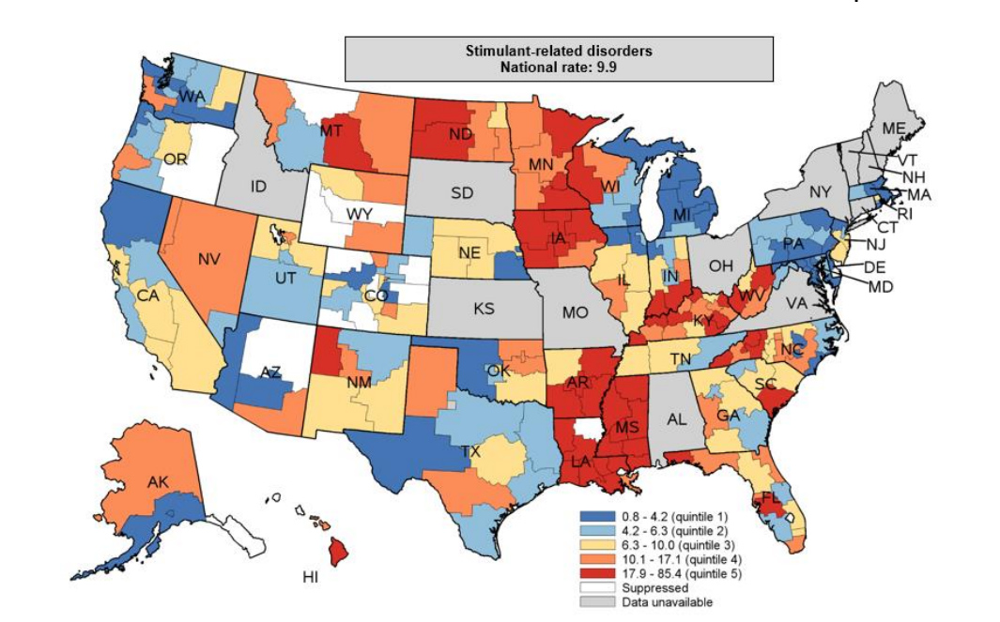 Stimulant-related disorders
National rate: 9.9
WA
MT
ND
MN
ME
VT
NH
MA
RI
CT
NJ
DE
MD
OR
ID
WY
SD
WI
MI
NY
PA
NV
UT
CO
NE
IA
IL
IN
OH
WV
VA
CA
KS
MO
KY
AZ
NM
OK
AR
TN
NC
SC
TX
LA
MS
AL
GA
FL
AK
HI
0.8 - 4.2 (quintile 1)
4.2 - 6.3 (quintile 2)
6.3 - 10.0 (quintile 3)
10.1 - 17.1 (quintile 4)
17.9 - 85.4 (quintile 5)
Suppressed
Data unavailable